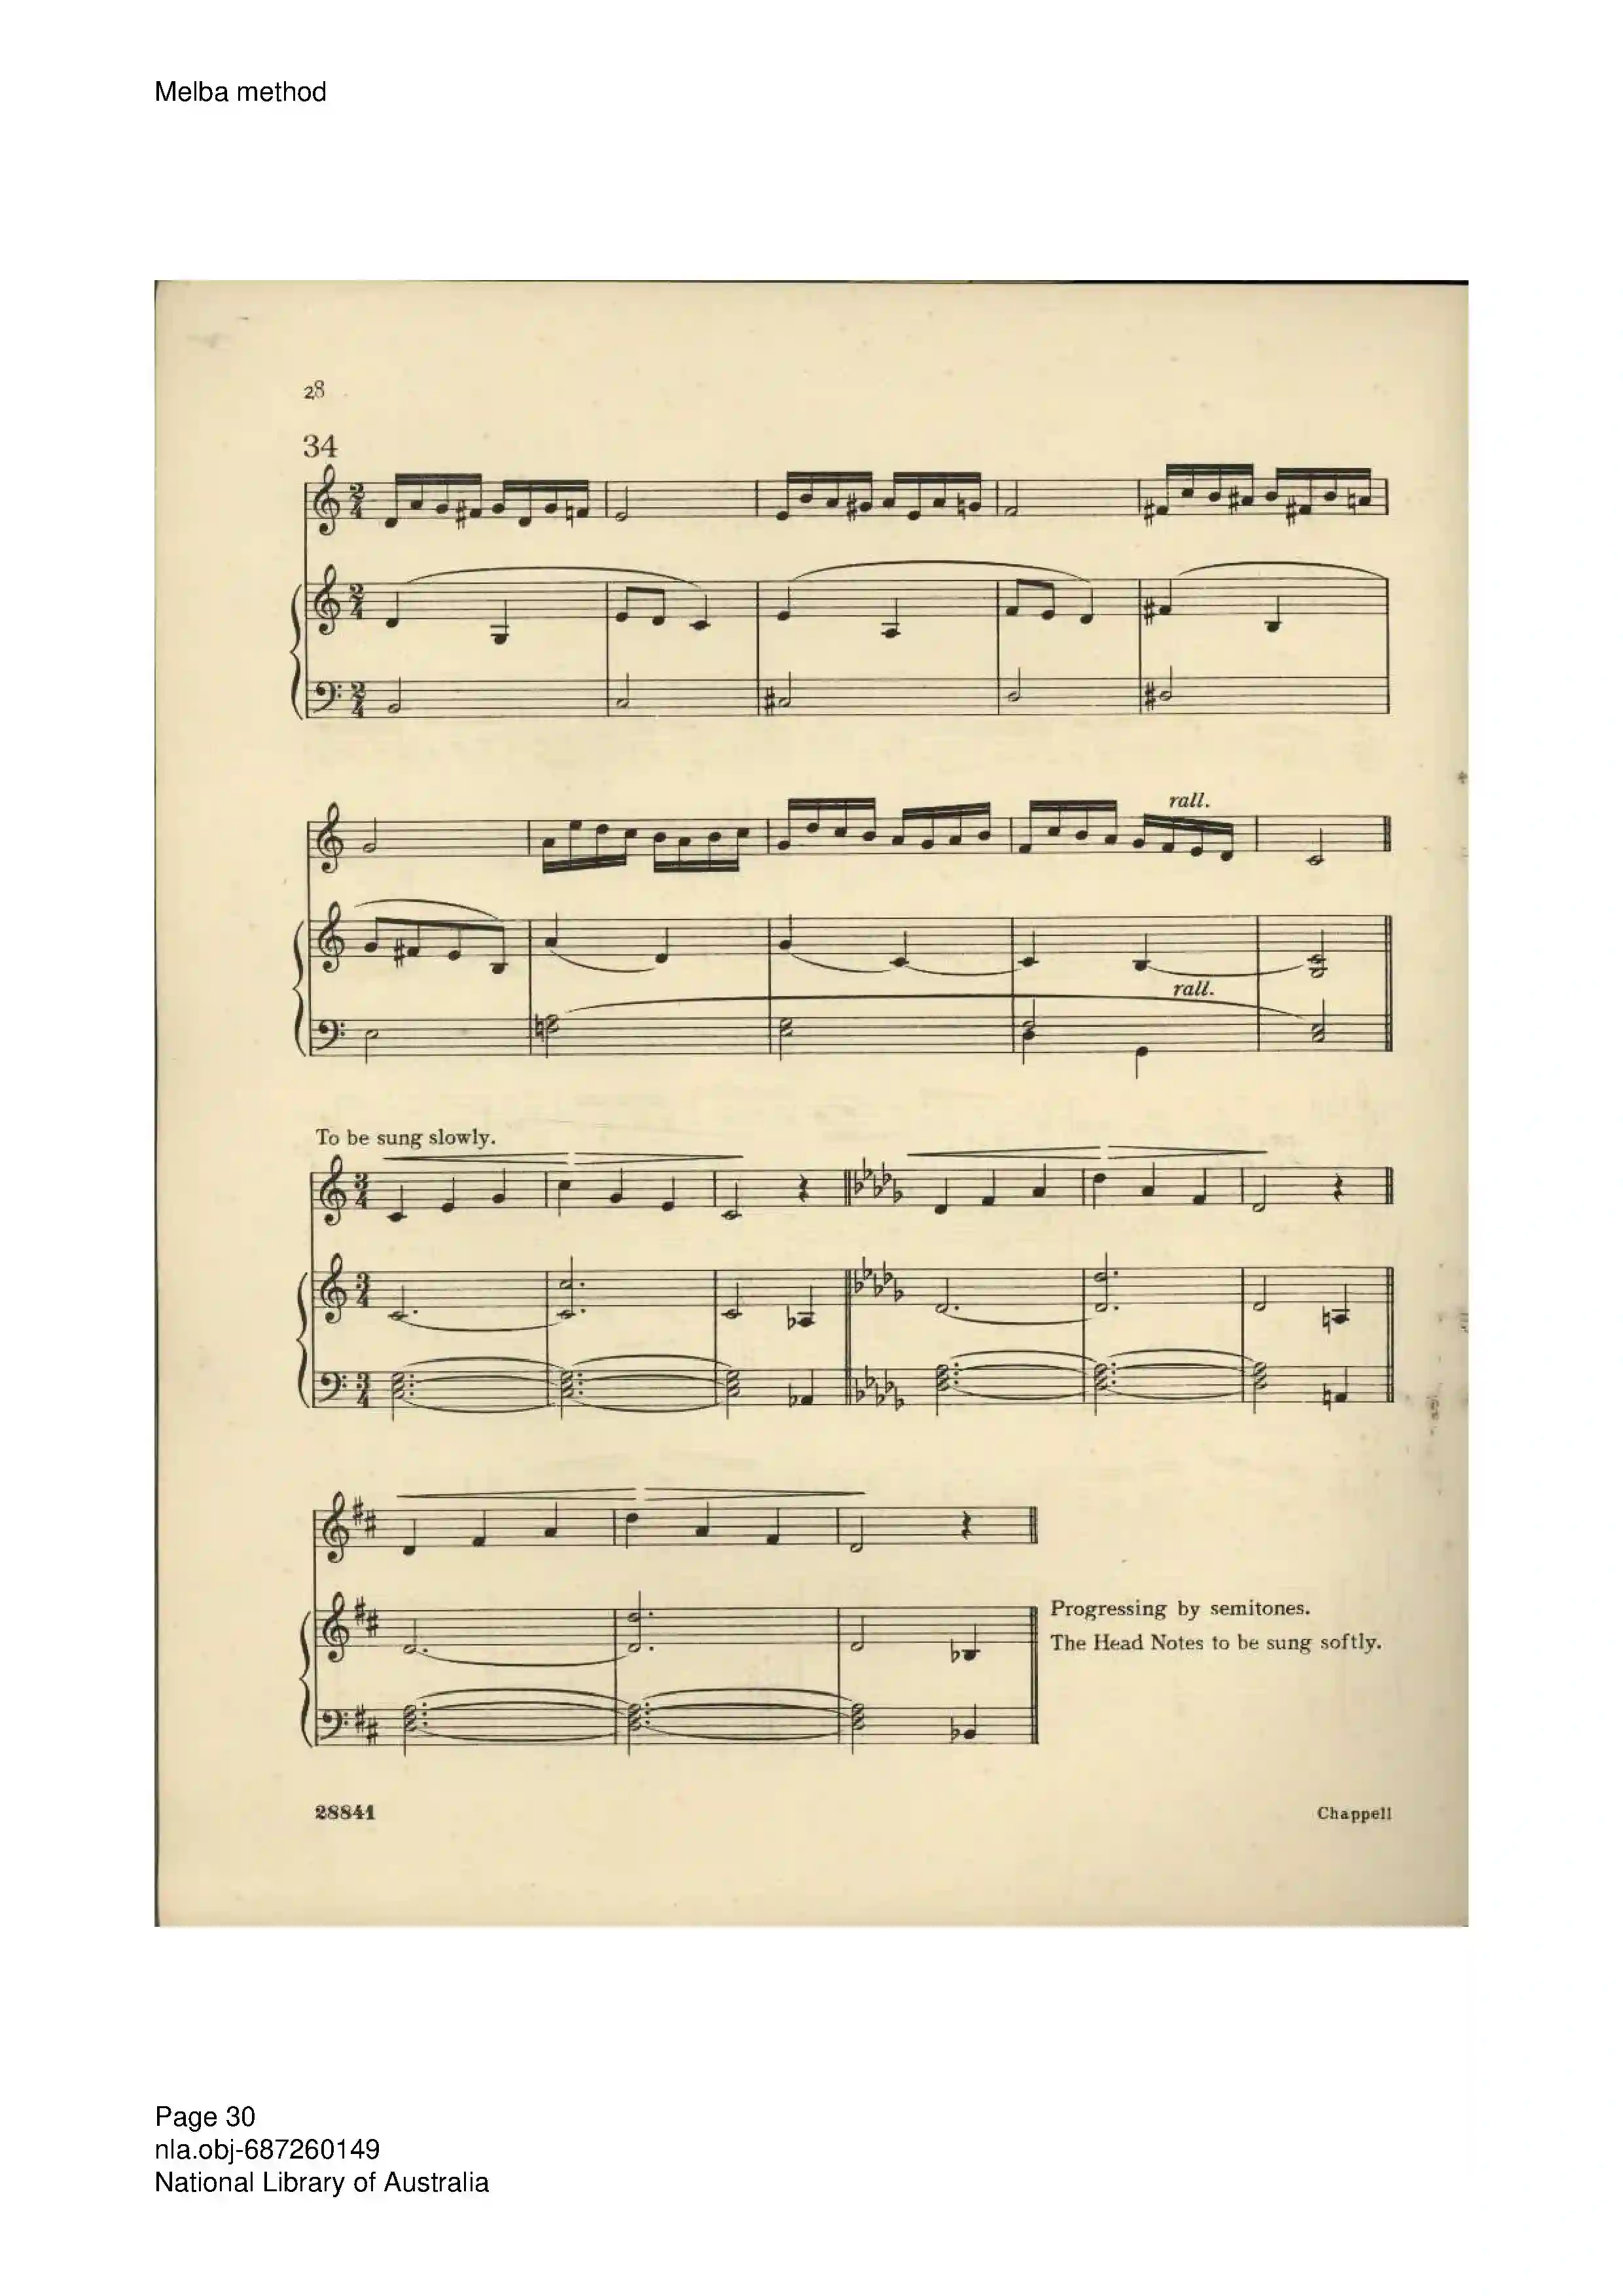 Melba method
28
34
rall.
rall.
To be sung slowly.
Progressing by semitones.
The Head Notes to be sung softly.
28841
Chappell
Page 30
nla.obj-687260149
National Library of Australia